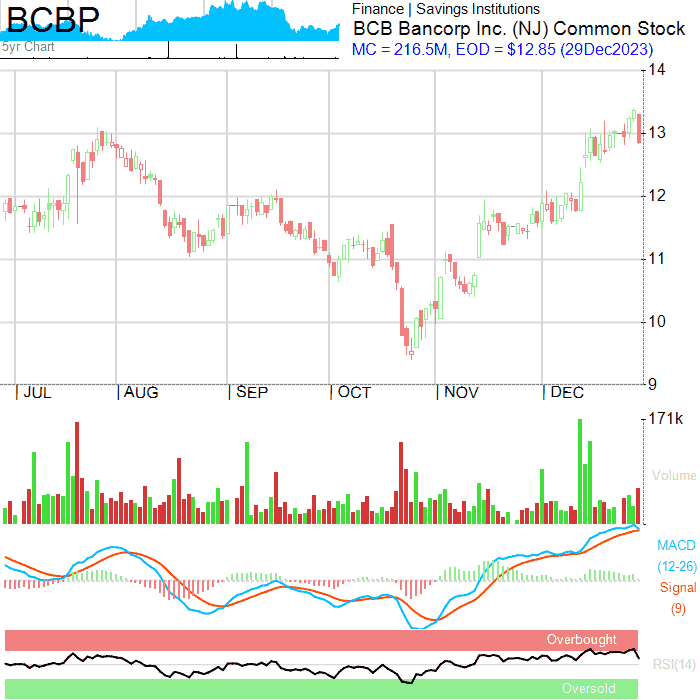 BCBP
5yr Chart
Finance | Savings Institutions
BCB Bancorp Inc. (NJ) Common Stock
MC = 216.5M, EOD = $12.85 (29Dec2023)
14
13
12
11
10
9
JUL AUG SEP OCT NOV DEC
171k
Volume
MACD
(12-26)
Signal
(9)
Overbought
RSI(14)
Oversold